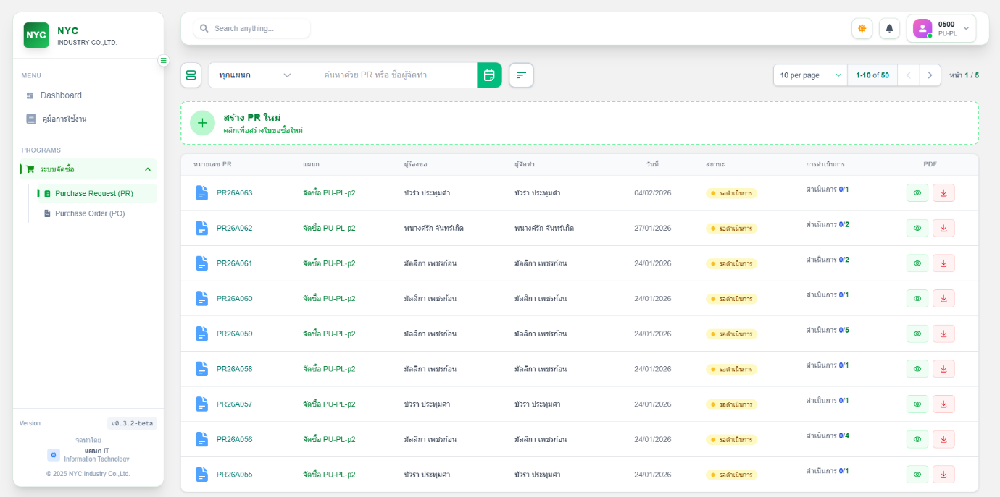 NYC
NYC
INDUSTRY CO.,LTD.
MENU
Dashboard
คู่มือการใช้งาน
PROGRAMS
ระบบจัดซื้อ
Purchase Request (PR)
Purchase Order (PO)
Version v0.3.2-beta
จัดทำโดย
แผนก IT
Information Technology
© 2025 NYC Industry Co.,Ltd.
Search anything...
0500
PU-PL
ทุกแผนก ค้นหาด้วย PR หรือ ชื่อผู้จัดทำ
10 per page 1-10 of 50 หน้า 1 / 5
สร้าง PR ใหม่
คลิกเพื่อสร้างใบขอซื้อใหม่
หมายเลข PR แผนก ผู้ร้องขอ ผู้จัดทำ วันที่ สถานะ การดำเนินการ PDF
PR26A063 จัดซื้อ PU-PL-p2 บัวรำ ประทุมคำ บัวรำ ประทุมคำ 04/02/2026 รอดำเนินการ ดำเนินการ 0/1
PR26A062 จัดซื้อ PU-PL-p2 พนางค์รัก จันทร์เกิด พนางค์รัก จันทร์เกิด 27/01/2026 รอดำเนินการ ดำเนินการ 0/2
PR26A061 จัดซื้อ PU-PL-p2 มัลลิกา เพชรก้อน มัลลิกา เพชรก้อน 24/01/2026 รอดำเนินการ ดำเนินการ 0/2
PR26A060 จัดซื้อ PU-PL-p2 มัลลิกา เพชรก้อน มัลลิกา เพชรก้อน 24/01/2026 รอดำเนินการ ดำเนินการ 0/1
PR26A059 จัดซื้อ PU-PL-p2 มัลลิกา เพชรก้อน มัลลิกา เพชรก้อน 24/01/2026 รอดำเนินการ ดำเนินการ 0/5
PR26A058 จัดซื้อ PU-PL-p2 มัลลิกา เพชรก้อน มัลลิกา เพชรก้อน 24/01/2026 รอดำเนินการ ดำเนินการ 0/1
PR26A057 จัดซื้อ PU-PL-p2 บัวรำ ประทุมคำ บัวรำ ประทุมคำ 24/01/2026 รอดำเนินการ ดำเนินการ 0/1
PR26A056 จัดซื้อ PU-PL-p2 มัลลิกา เพชรก้อน มัลลิกา เพชรก้อน 24/01/2026 รอดำเนินการ ดำเนินการ 0/4
PR26A055 จัดซื้อ PU-PL-p2 บัวรำ ประทุมคำ บัวรำ ประทุมคำ 24/01/2026 รอดำเนินการ ดำเนินการ 0/1